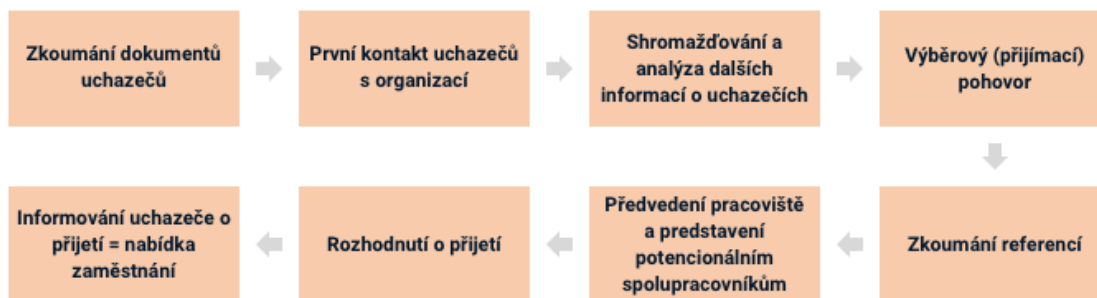 Zkoumání dokumentů
uchazečů
První kontakt uchazečů
s organizací
Shromažďování a
analýza dalších
informací o uchazečích
Výběrový (přijímací)
pohovor
Zkoumání referencí
Předvedení pracoviště
a predstavení
potencionálním
spolupracovníkům
Rozhodnutí o přijetí
Informování uchazeče o
přijetí = nabídka
zaměstnání